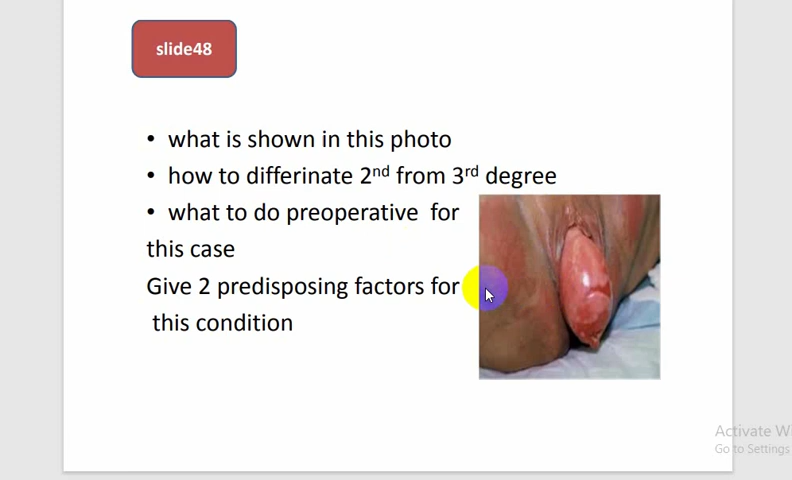 slide48
• what is shown in this photo
• how to differinate 2nd from 3rd degree
• what to do preoperative for
this case
Give 2 predisposing factors for
this condition
Activate Wi
Go to Settings